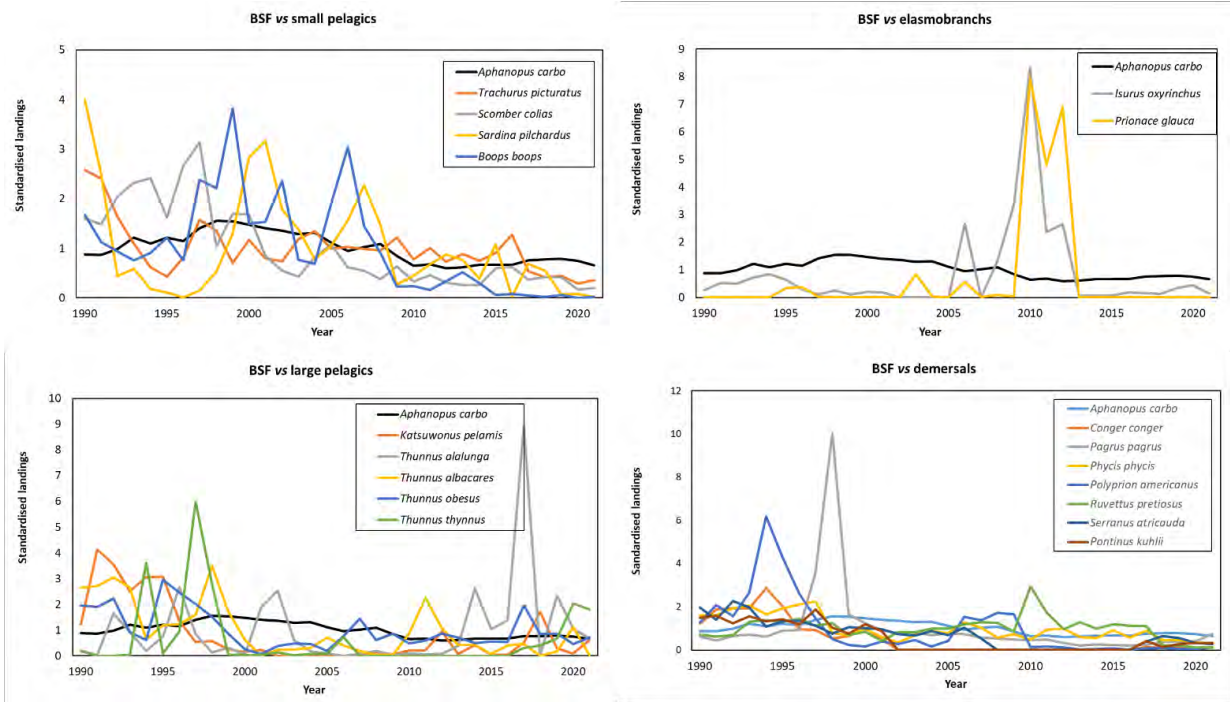 BSF vs small pelagics
Standardised landings
5
4
3
2
1
0
1990 1995 2000 2005 2010 2015 2020
Year
Aphanopus carbo
Trachurus picturatus
Scomber colias
Sardina pilchardus
Boops boops
BSF vs elasmobranchs
Standardised landings
9
8
7
6
5
4
3
2
1
0
1990 1995 2000 2005 2010 2015 2020
Year
Aphanopus carbo
Isurus oxyrinchus
Prionace glauca
BSF vs large pelagics
Standardised landings
10
9
8
7
6
5
4
3
2
1
0
1990 1995 2000 2005 2010 2015 2020
Year
Aphanopus carbo
Katsuwonus pelamis
Thunnus alalunga
Thunnus albacares
Thunnus obesus
Thunnus thynnus
BSF vs demersals
Sandardised landings
12
10
8
6
4
2
0
1990 1995 2000 2005 2010 2015 2020
Year
Aphanopus carbo
Conger conger
Pagrus pagrus
Phycis phycis
Polyprion americanus
Ruvettus pretiosus
Serranus atricauda
Pontinus kuhlii